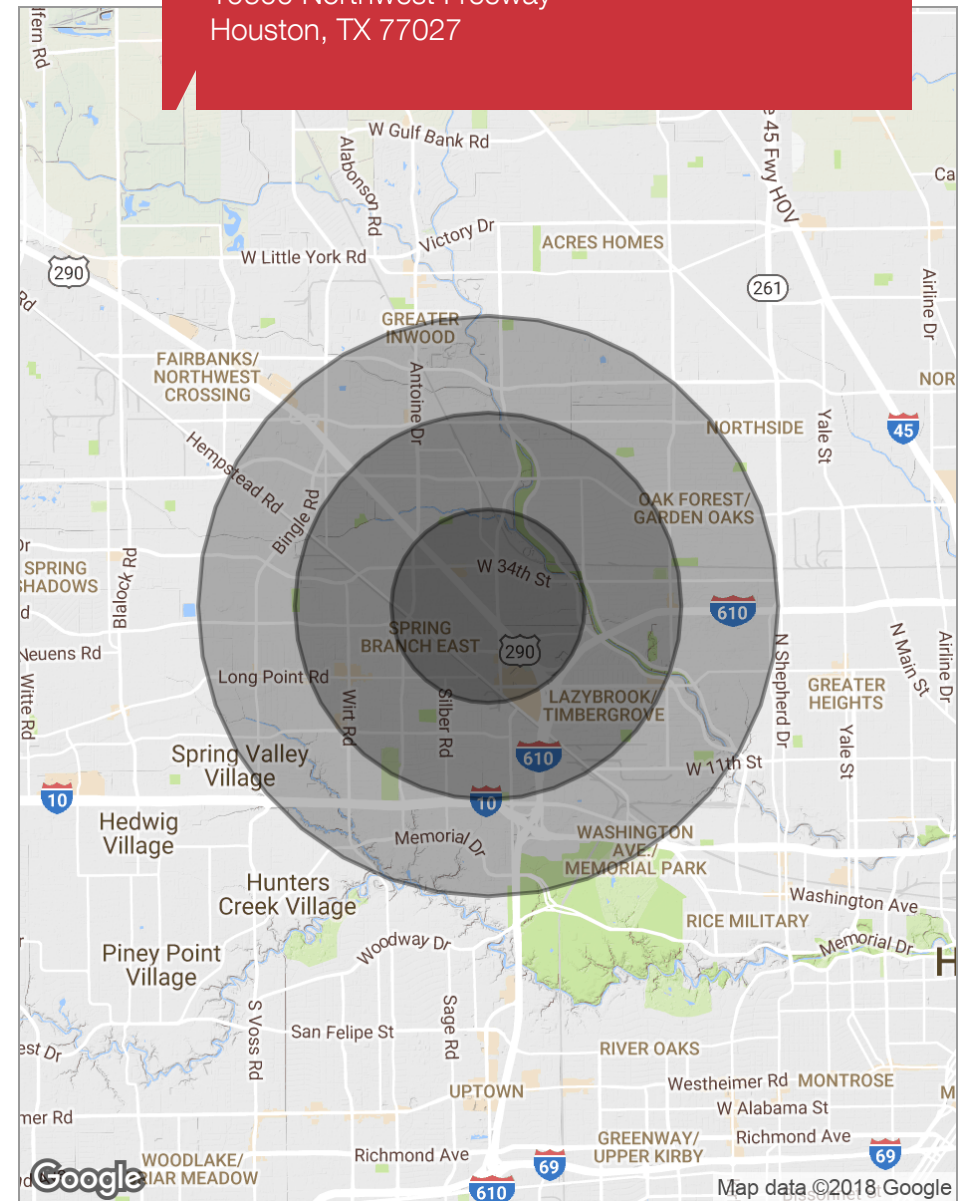 Houston, TX 77027
W Gulf Bank Rd
Alabonson Rd
45 Fwy HOV
Victory Dr
ACRES HOMES
W Little York Rd
290
261
Rd
Airline Dr
GREATER
INWOOD
FAIRBANKS/
NORTHWEST
CROSSING
Antoine Dr
NORTHSIDE
Yale St
45
Hempstead Rd
Bingle Rd
OAK FOREST/
GARDEN OAKS
W 34th St
SPRING
SHADOWS
Blalock Rd
610
SPRING
BRANCH EAST
290
Neuens Rd
N Shepherd Dr
N Main St
Airline Dr
Long Point Rd
Witte Rd
Wirt Rd
Silber Rd
LAZYBROOK/
TIMBERGROVE
GREATER
HEIGHTS
Yale St
Spring Valley
Village
610
W 11th St
10
10
Hedwig
Village
Memorial Dr
WASHINGTON
AVE./
MEMORIAL PARK
Hunters
Creek Village
Washington Ave
RICE MILITARY
Woodway Dr
Memorial Dr
Piney Point
Village
S Voss Rd
San Felipe St
Sage Rd
RIVER OAKS
UPTOWN
Westheimer Rd
MONTROSE
W Alabama St
mer Rd
GREENWAY/
UPPER KIRBY
Richmond Ave
Richmond Ave
WOODLAKE/
BRIAR MEADOW
69
69
610
Google
Map data ©2018 Google